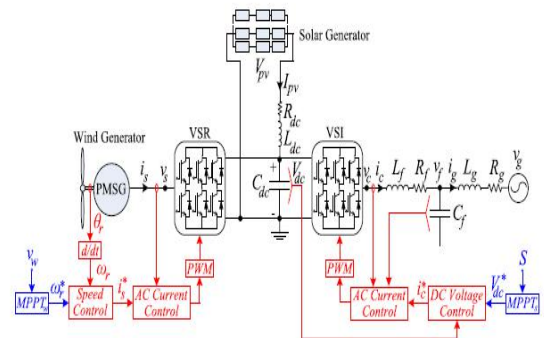 Solar Generator
V_pv
I_pv
R_dc
L_dc
Wind Generator
VSR
VSI
PMSG
i_s
v_s
C_dc
+
-
V_dc
v_c
i_c
L_f
R_f
v_f
i_g
L_g
R_g
v_g
C_f
θ_r
d/dt
ω_r
v_w
MPPT_w
ω_r*
Speed
Control
i_s*
AC Current
Control
PWM
PWM
AC Current
Control
i_c*
DC Voltage
Control
V_dc*
S
MPPT_s